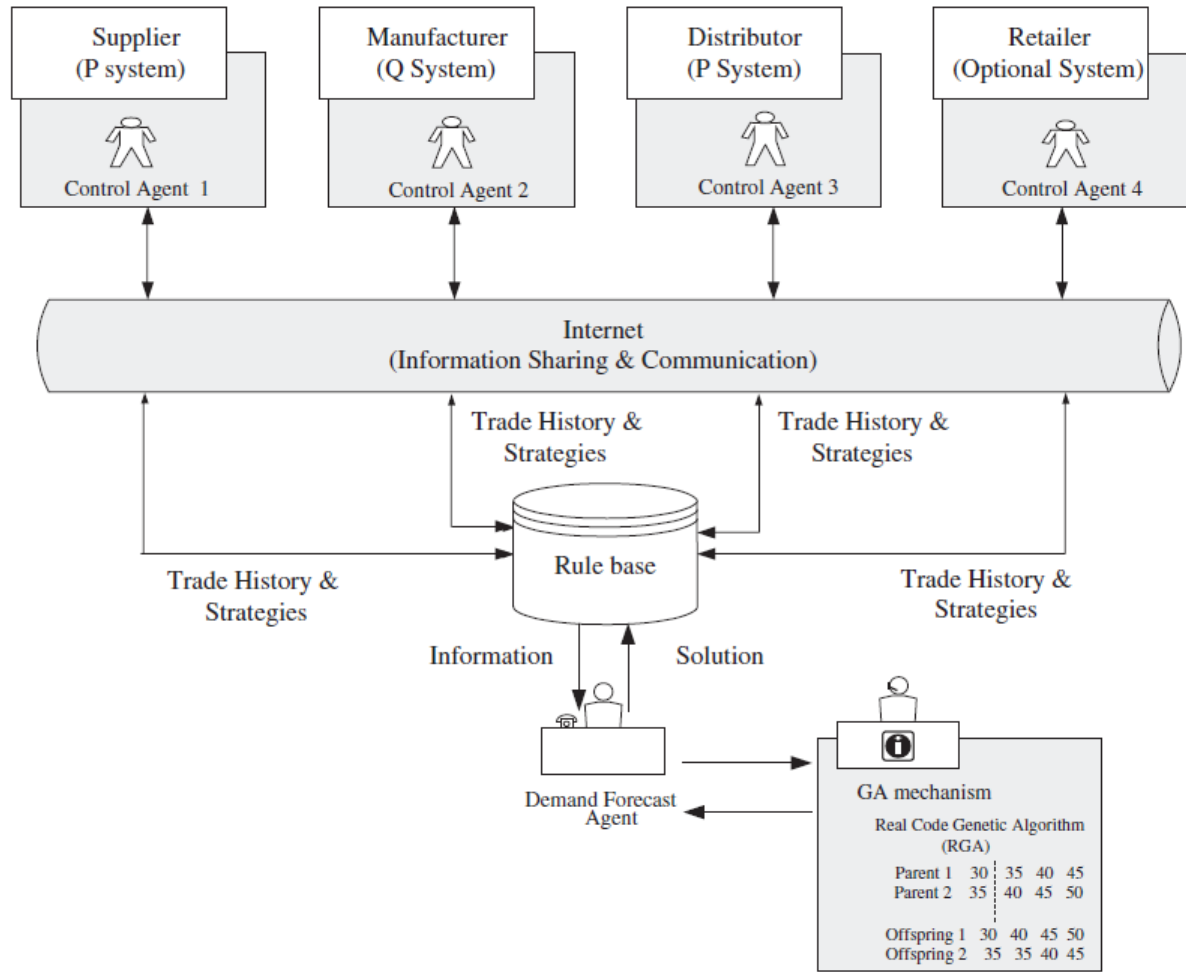 Supplier
(P system)
Manufacturer
(Q System)
Distributor
(P System)
Retailer
(Optional System)
Control Agent 1
Control Agent 2
Control Agent 3
Control Agent 4
Internet
(Information Sharing & Communication)
Trade History &
Strategies
Trade History &
Strategies
Rule base
Trade History &
Strategies
Trade History &
Strategies
Information
Solution
i
Demand Forecast
Agent
GA mechanism
Real Code Genetic Algorithm
(RGA)
Parent 1 30 35 40 45
Parent 2 35 40 45 50
Offspring 1 30 40 45 50
Offspring 2 35 35 40 45